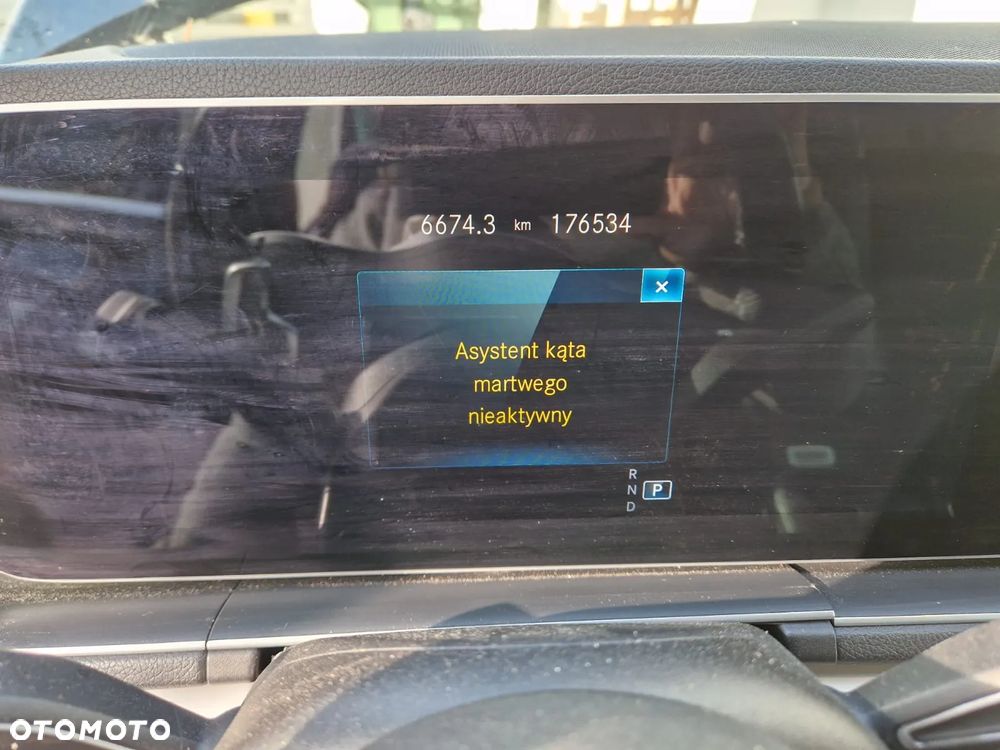 6674.3 km 176534
×
Asystent kąta
martwego
nieaktywny
R
N P
D
OTOMOTO